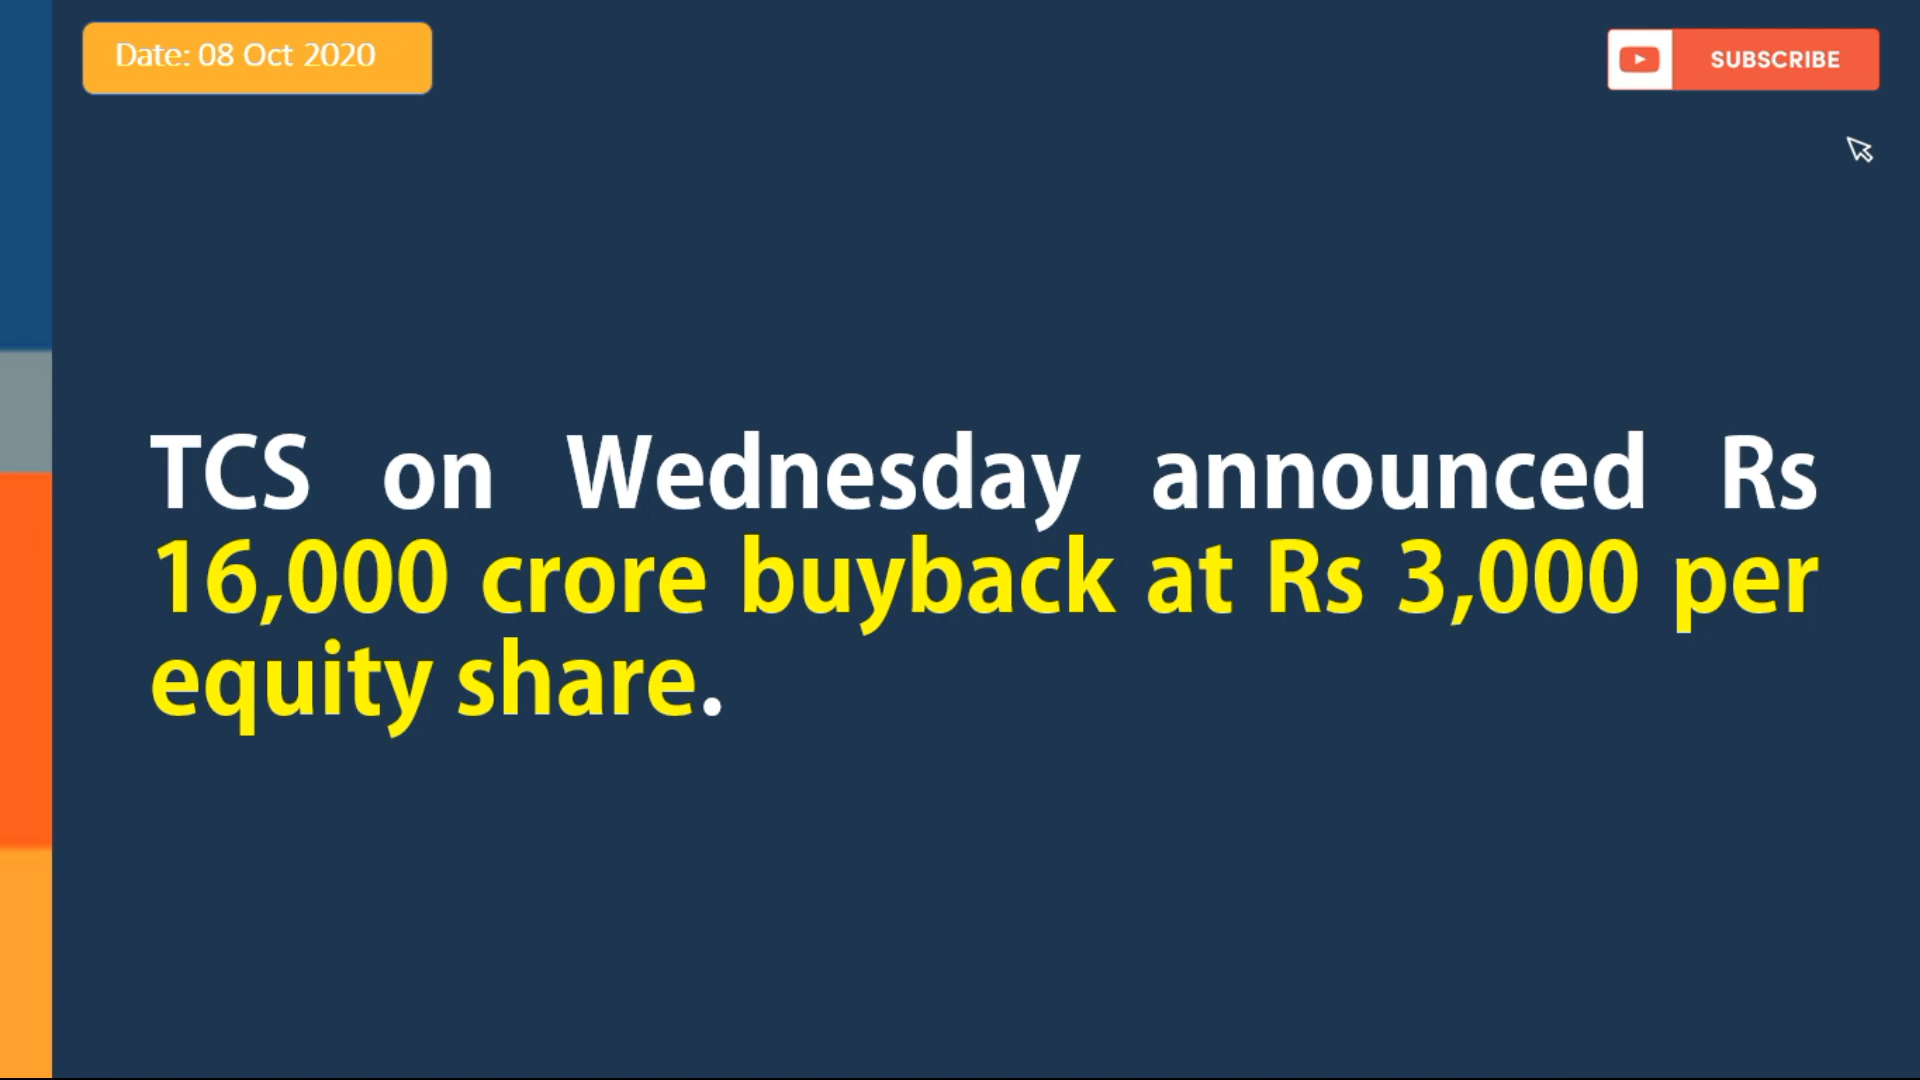 Date: 08 Oct 2020
SUBSCRIBE
TCS on Wednesday announced Rs
16,000 crore buyback at Rs 3,000 per
equity share.